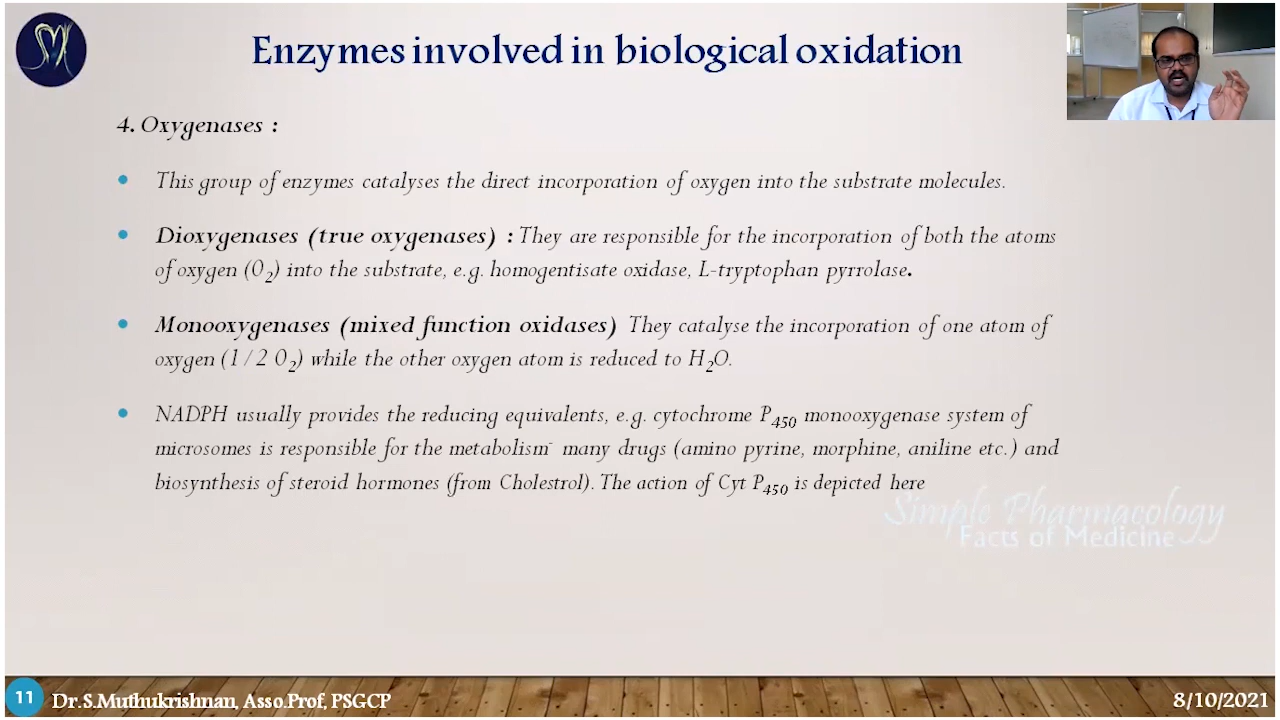 SMK
Enzymes involved in biological oxidation
4. Oxygenases :
• This group of enzymes catalyses the direct incorporation of oxygen into the substrate molecules.
• Dioxygenases (true oxygenases) : They are responsible for the incorporation of both the atoms
of oxygen (O₂) into the substrate, e.g. homogentisate oxidase, L-tryptophan pyrrolase.
• Monooxygenases (mixed function oxidases) They catalyse the incorporation of one atom of
oxygen (1/2 O₂) while the other oxygen atom is reduced to H₂O.
• NADPH usually provides the reducing equivalents, e.g. cytochrome P₄₅₀ monooxygenase system of
microsomes is responsible for the metabolism⁻ many drugs (amino pyrine, morphine, aniline etc.) and
biosynthesis of steroid hormones (from Cholestrol). The action of Cyt P₄₅₀ is depicted here
Simple Pharmacology
Facts of Medicine
11 Dr.S.Muthukrishnan, Asso.Prof, PSGCP
8/10/2021